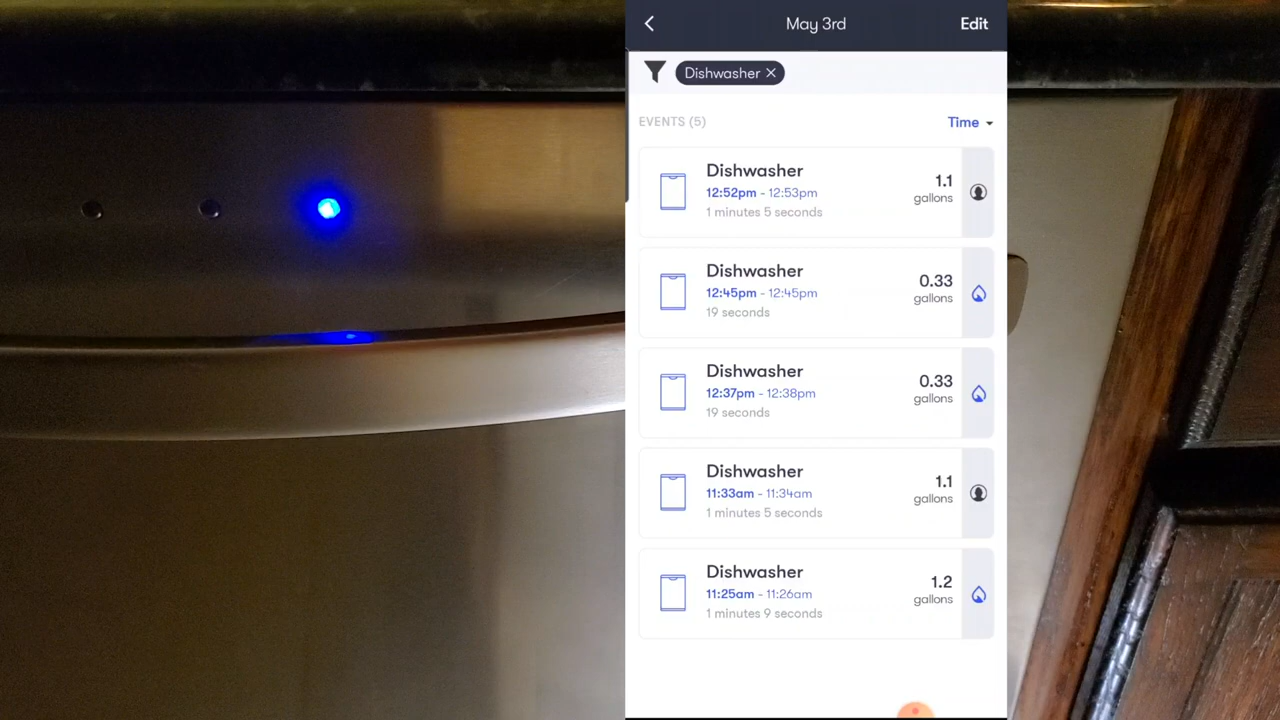 May 3rd
Edit
Dishwasher
EVENTS (5)
Time
Dishwasher
12:52pm - 12:53pm
1 minutes 5 seconds
1.1
gallons
Dishwasher
12:45pm - 12:45pm
19 seconds
0.33
gallons
Dishwasher
12:37pm - 12:38pm
19 seconds
0.33
gallons
Dishwasher
11:33am - 11:34am
1 minutes 5 seconds
1.1
gallons
Dishwasher
11:25am - 11:26am
1 minutes 9 seconds
1.2
gallons